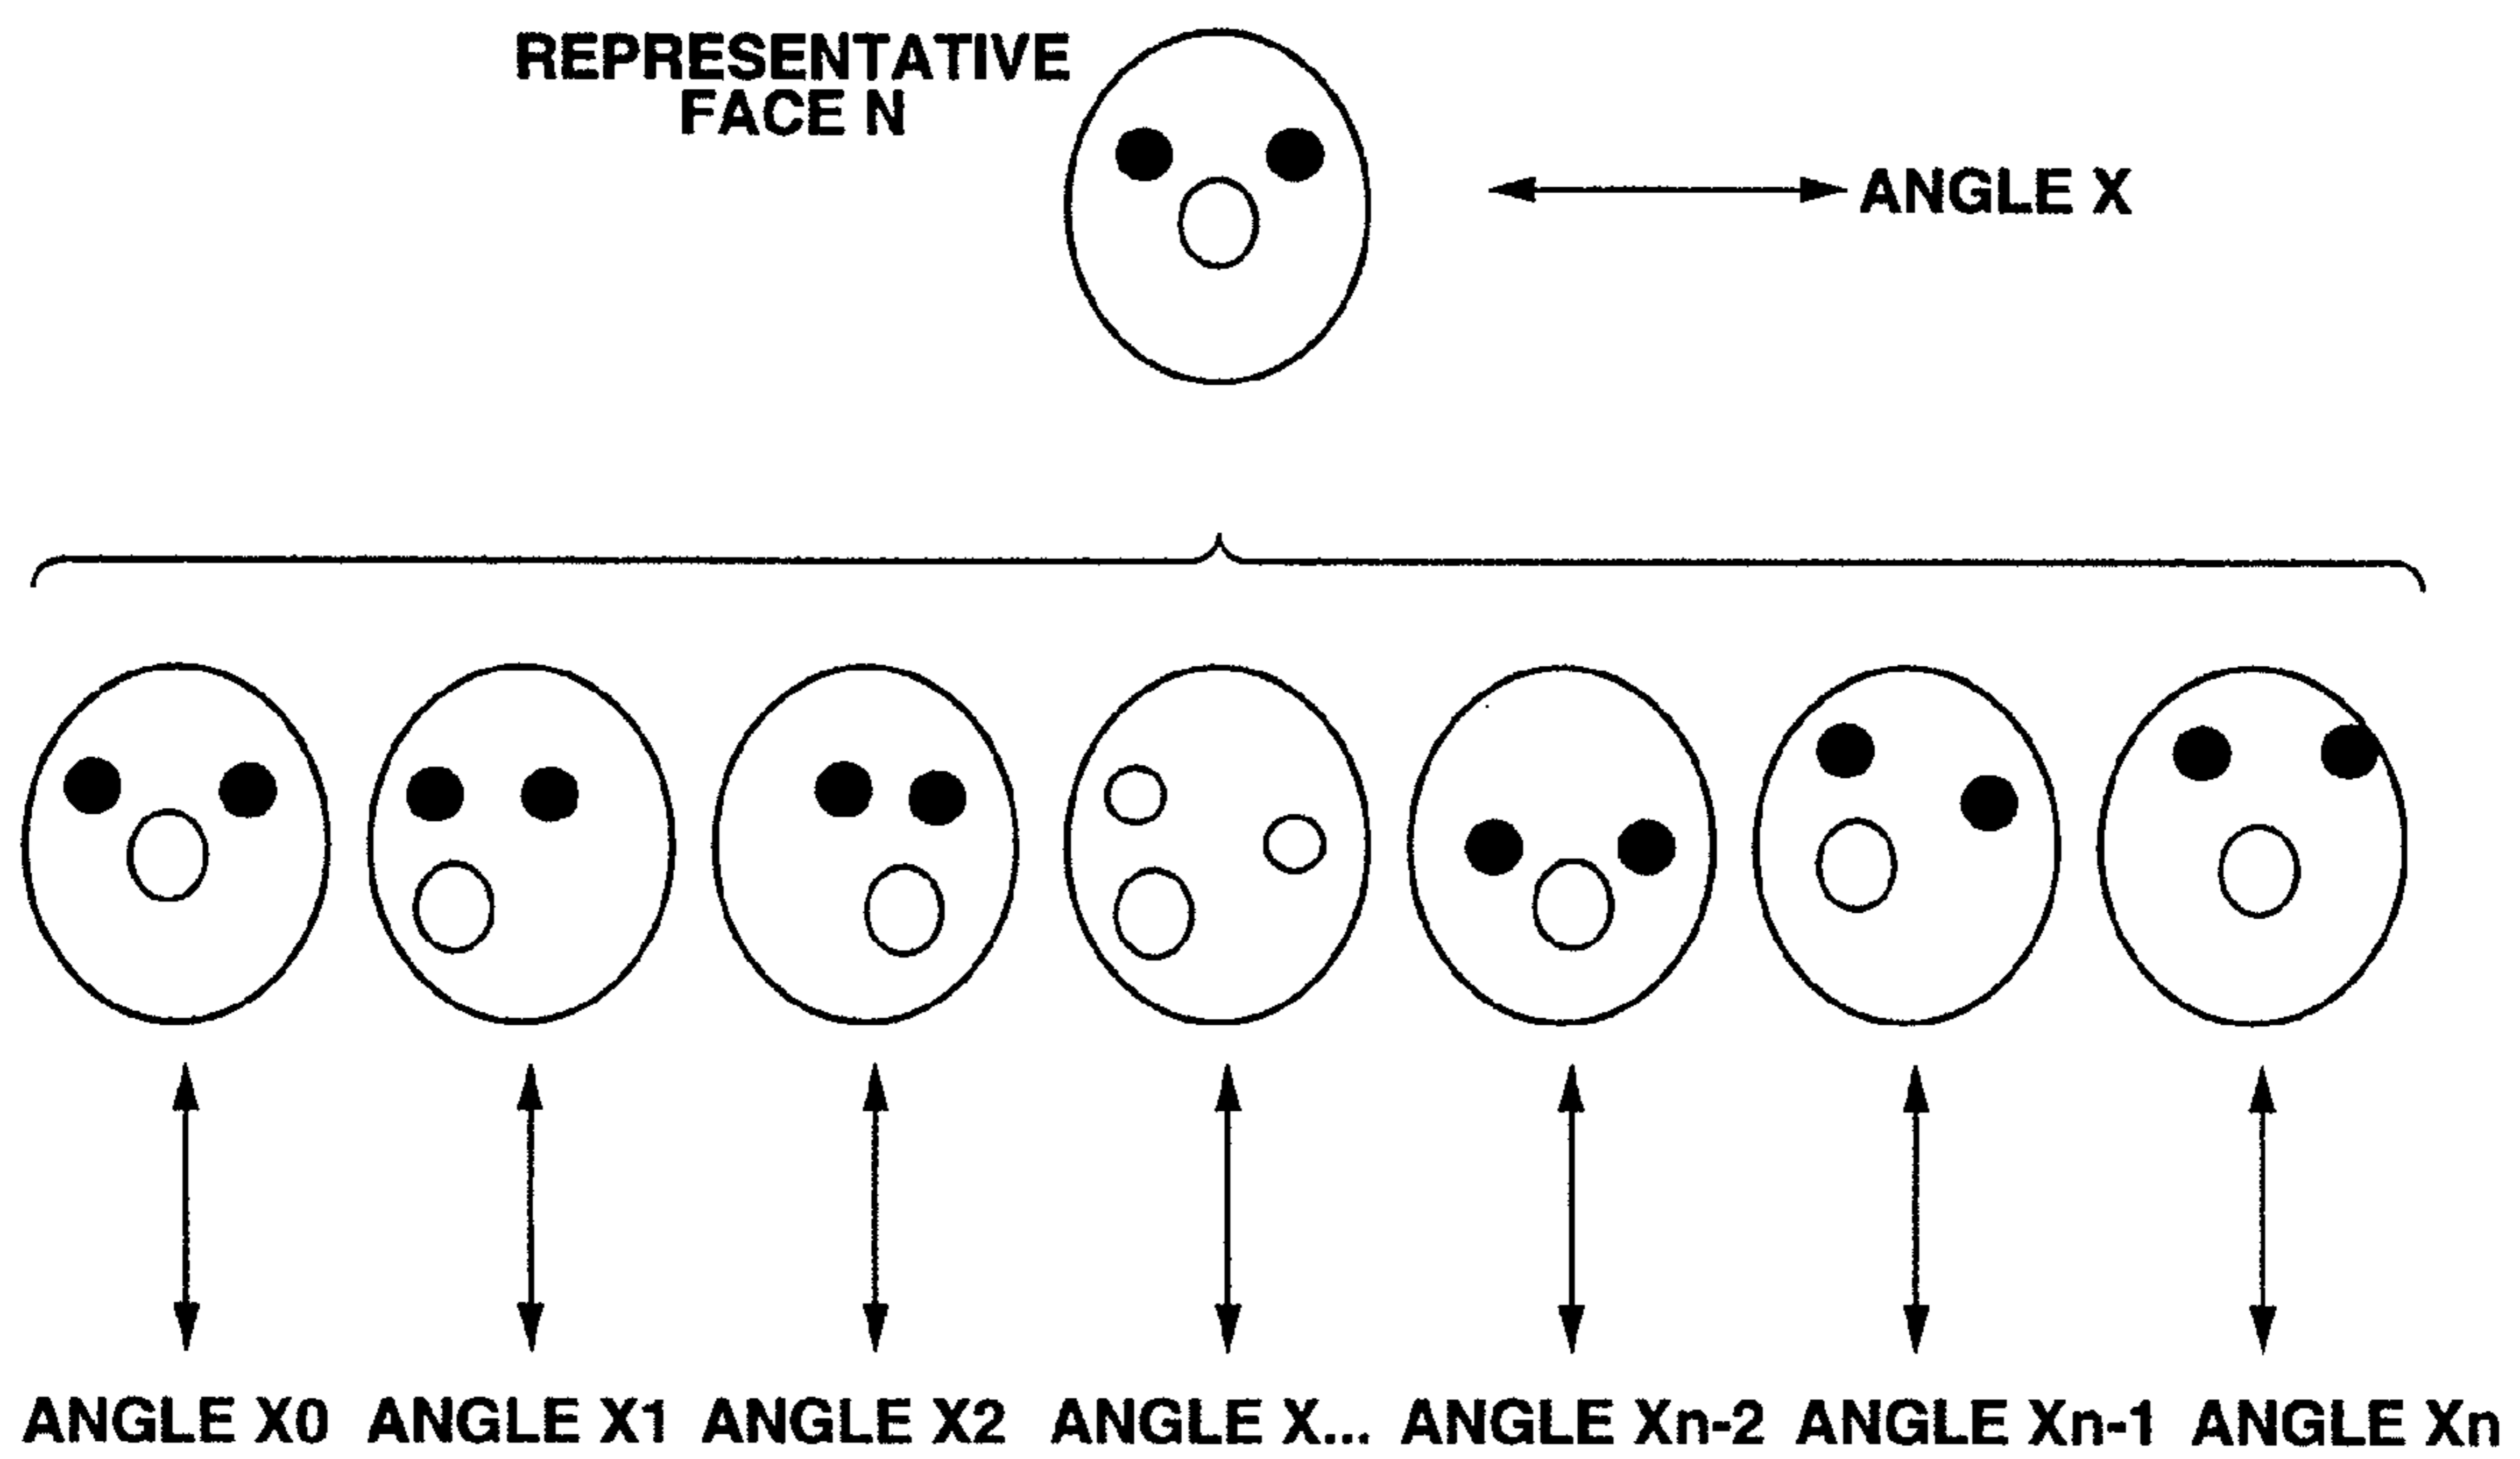 REPRESENTATIVE
FACE N
ANGLE X
ANGLE X0 ANGLE X1 ANGLE X2 ANGLE X... ANGLE Xn-2 ANGLE Xn-1 ANGLE Xn